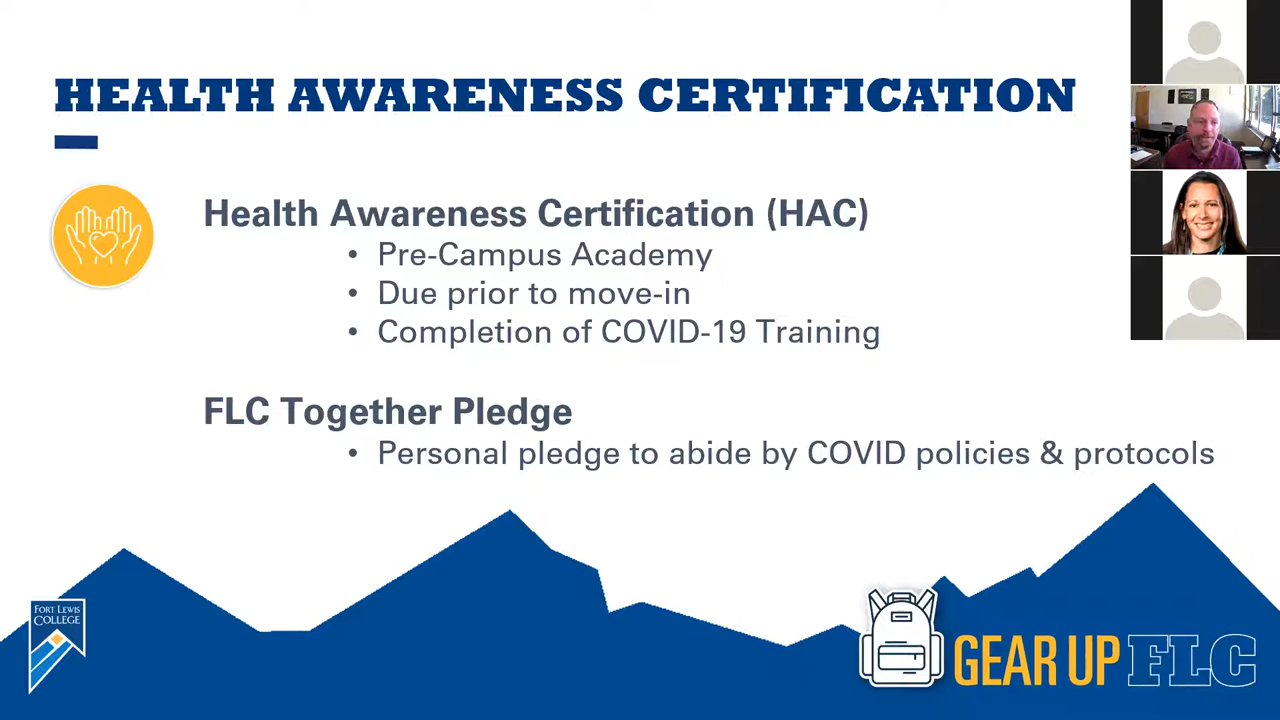 HEALTH AWARENESS CERTIFICATION
Health Awareness Certification (HAC)
• Pre-Campus Academy
• Due prior to move-in
• Completion of COVID-19 Training
FLC Together Pledge
• Personal pledge to abide by COVID policies & protocols
FORT LEWIS
COLLEGE
GEAR UP FLC